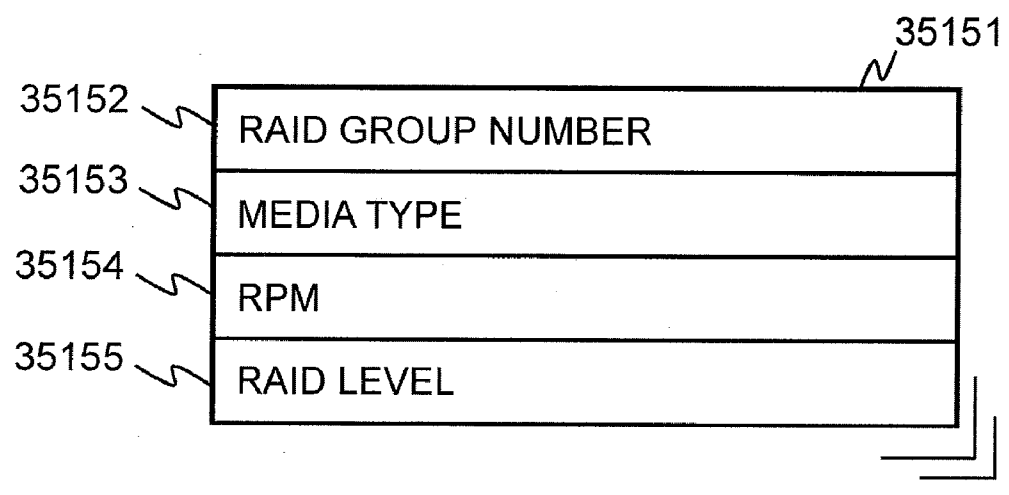 35151
35152
RAID GROUP NUMBER
35153
MEDIA TYPE
35154
RPM
35155
RAID LEVEL